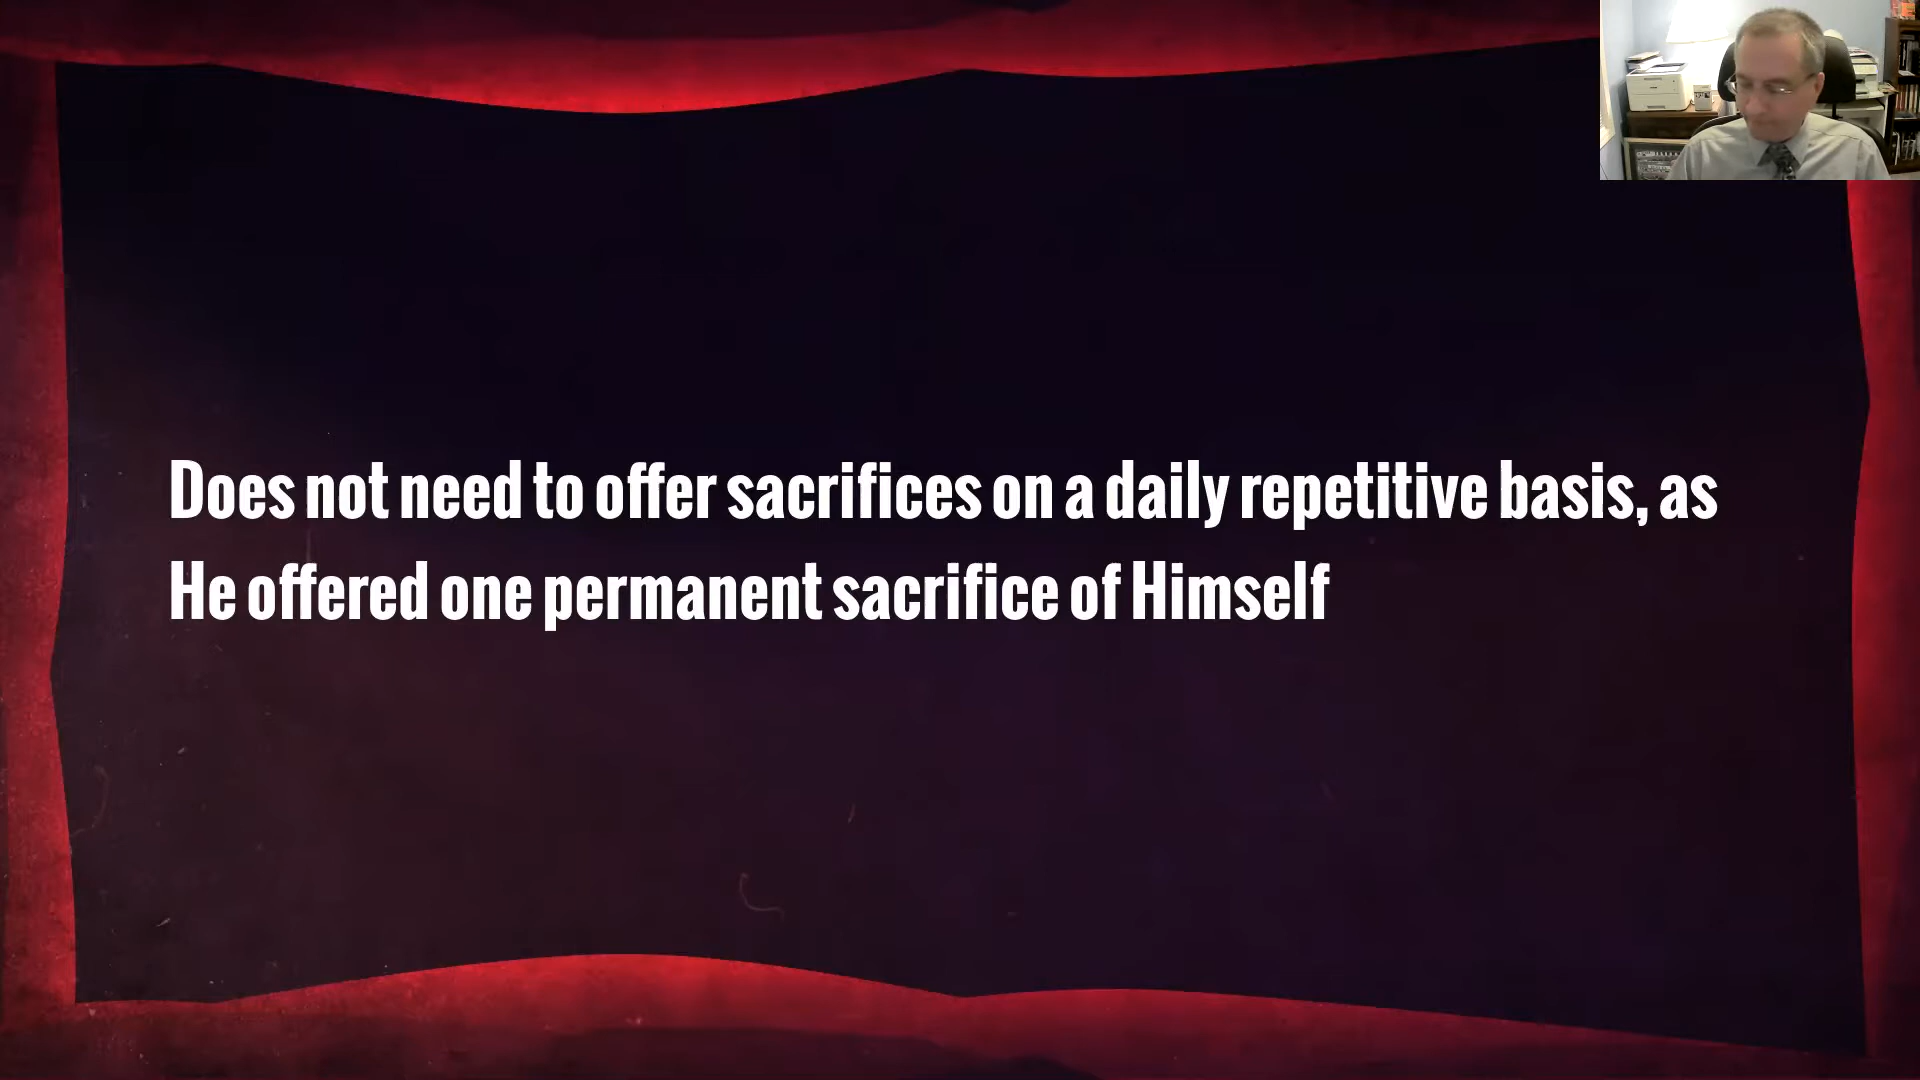 Does not need to offer sacrifices on a daily repetitive basis, as
He offered one permanent sacrifice of Himself